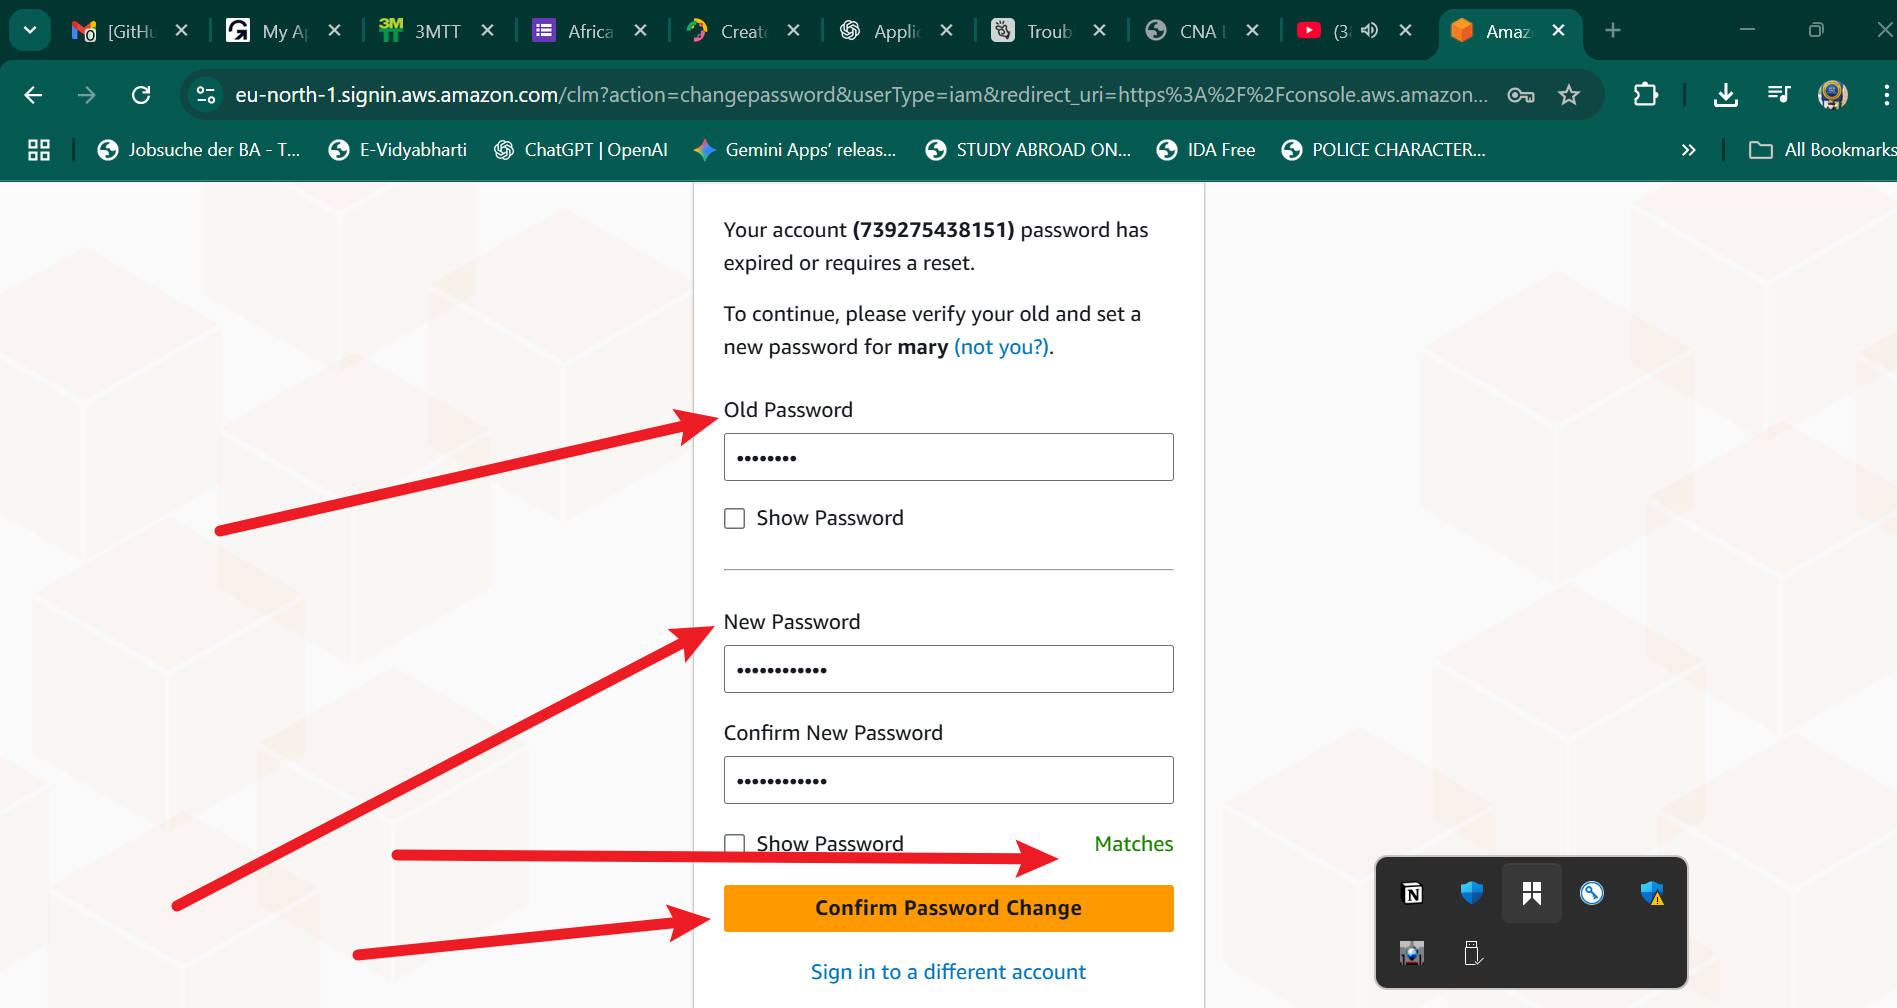 [GitHu
My Ap
3MTT
Africa
Create
Applic
Troub
CNA L
(3
Amaz
eu-north-1.signin.aws.amazon.com/clm?action=changepassword&userType=iam&redirect_uri=https%3A%2F%2Fconsole.aws.amazon...
Jobsuche der BA - T...
E-Vidyabharti
ChatGPT | OpenAI
Gemini Apps' releas...
STUDY ABROAD ON...
IDA Free
POLICE CHARACTER...
All Bookmarks
Your account (739275438151) password has
expired or requires a reset.
To continue, please verify your old and set a
new password for mary (not you?).
Old Password
Show Password
New Password
Confirm New Password
Show Password
Matches
Confirm Password Change
Sign in to a different account